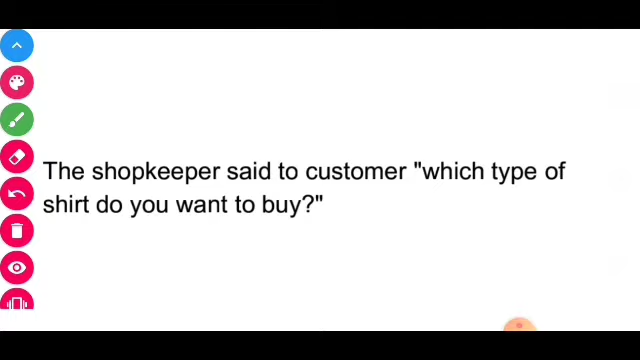 The shopkeeper said to customer "which type of
shirt do you want to buy?"